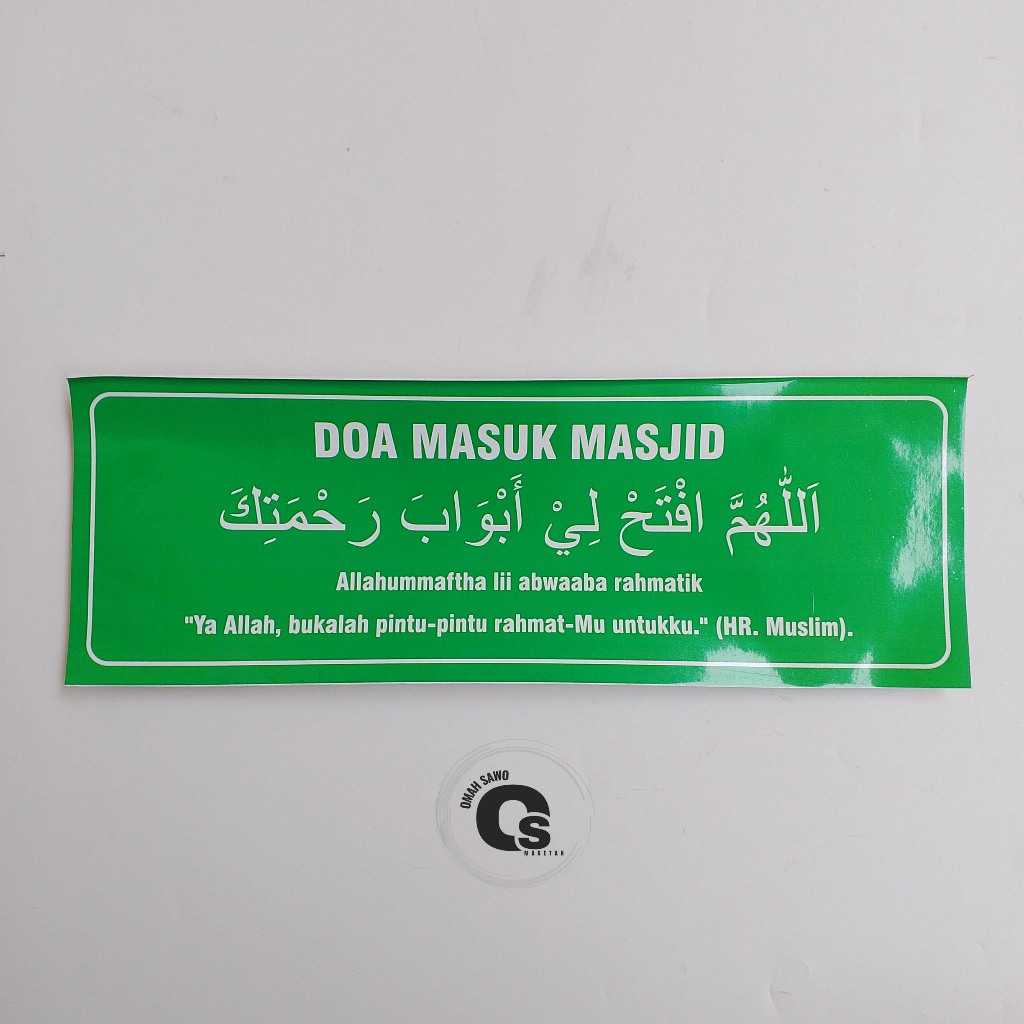 DOA MASUK MASJID
اَللّٰهُمَّ افْتَحْ لِيْ أَبْوَابَ رَحْمَتِكَ
Allahummaftha lii abwaaba rahmatik
"Ya Allah, bukalah pintu-pintu rahmat-Mu untukku." (HR. Muslim).
OMAH SAWO
Os
MAGETAN